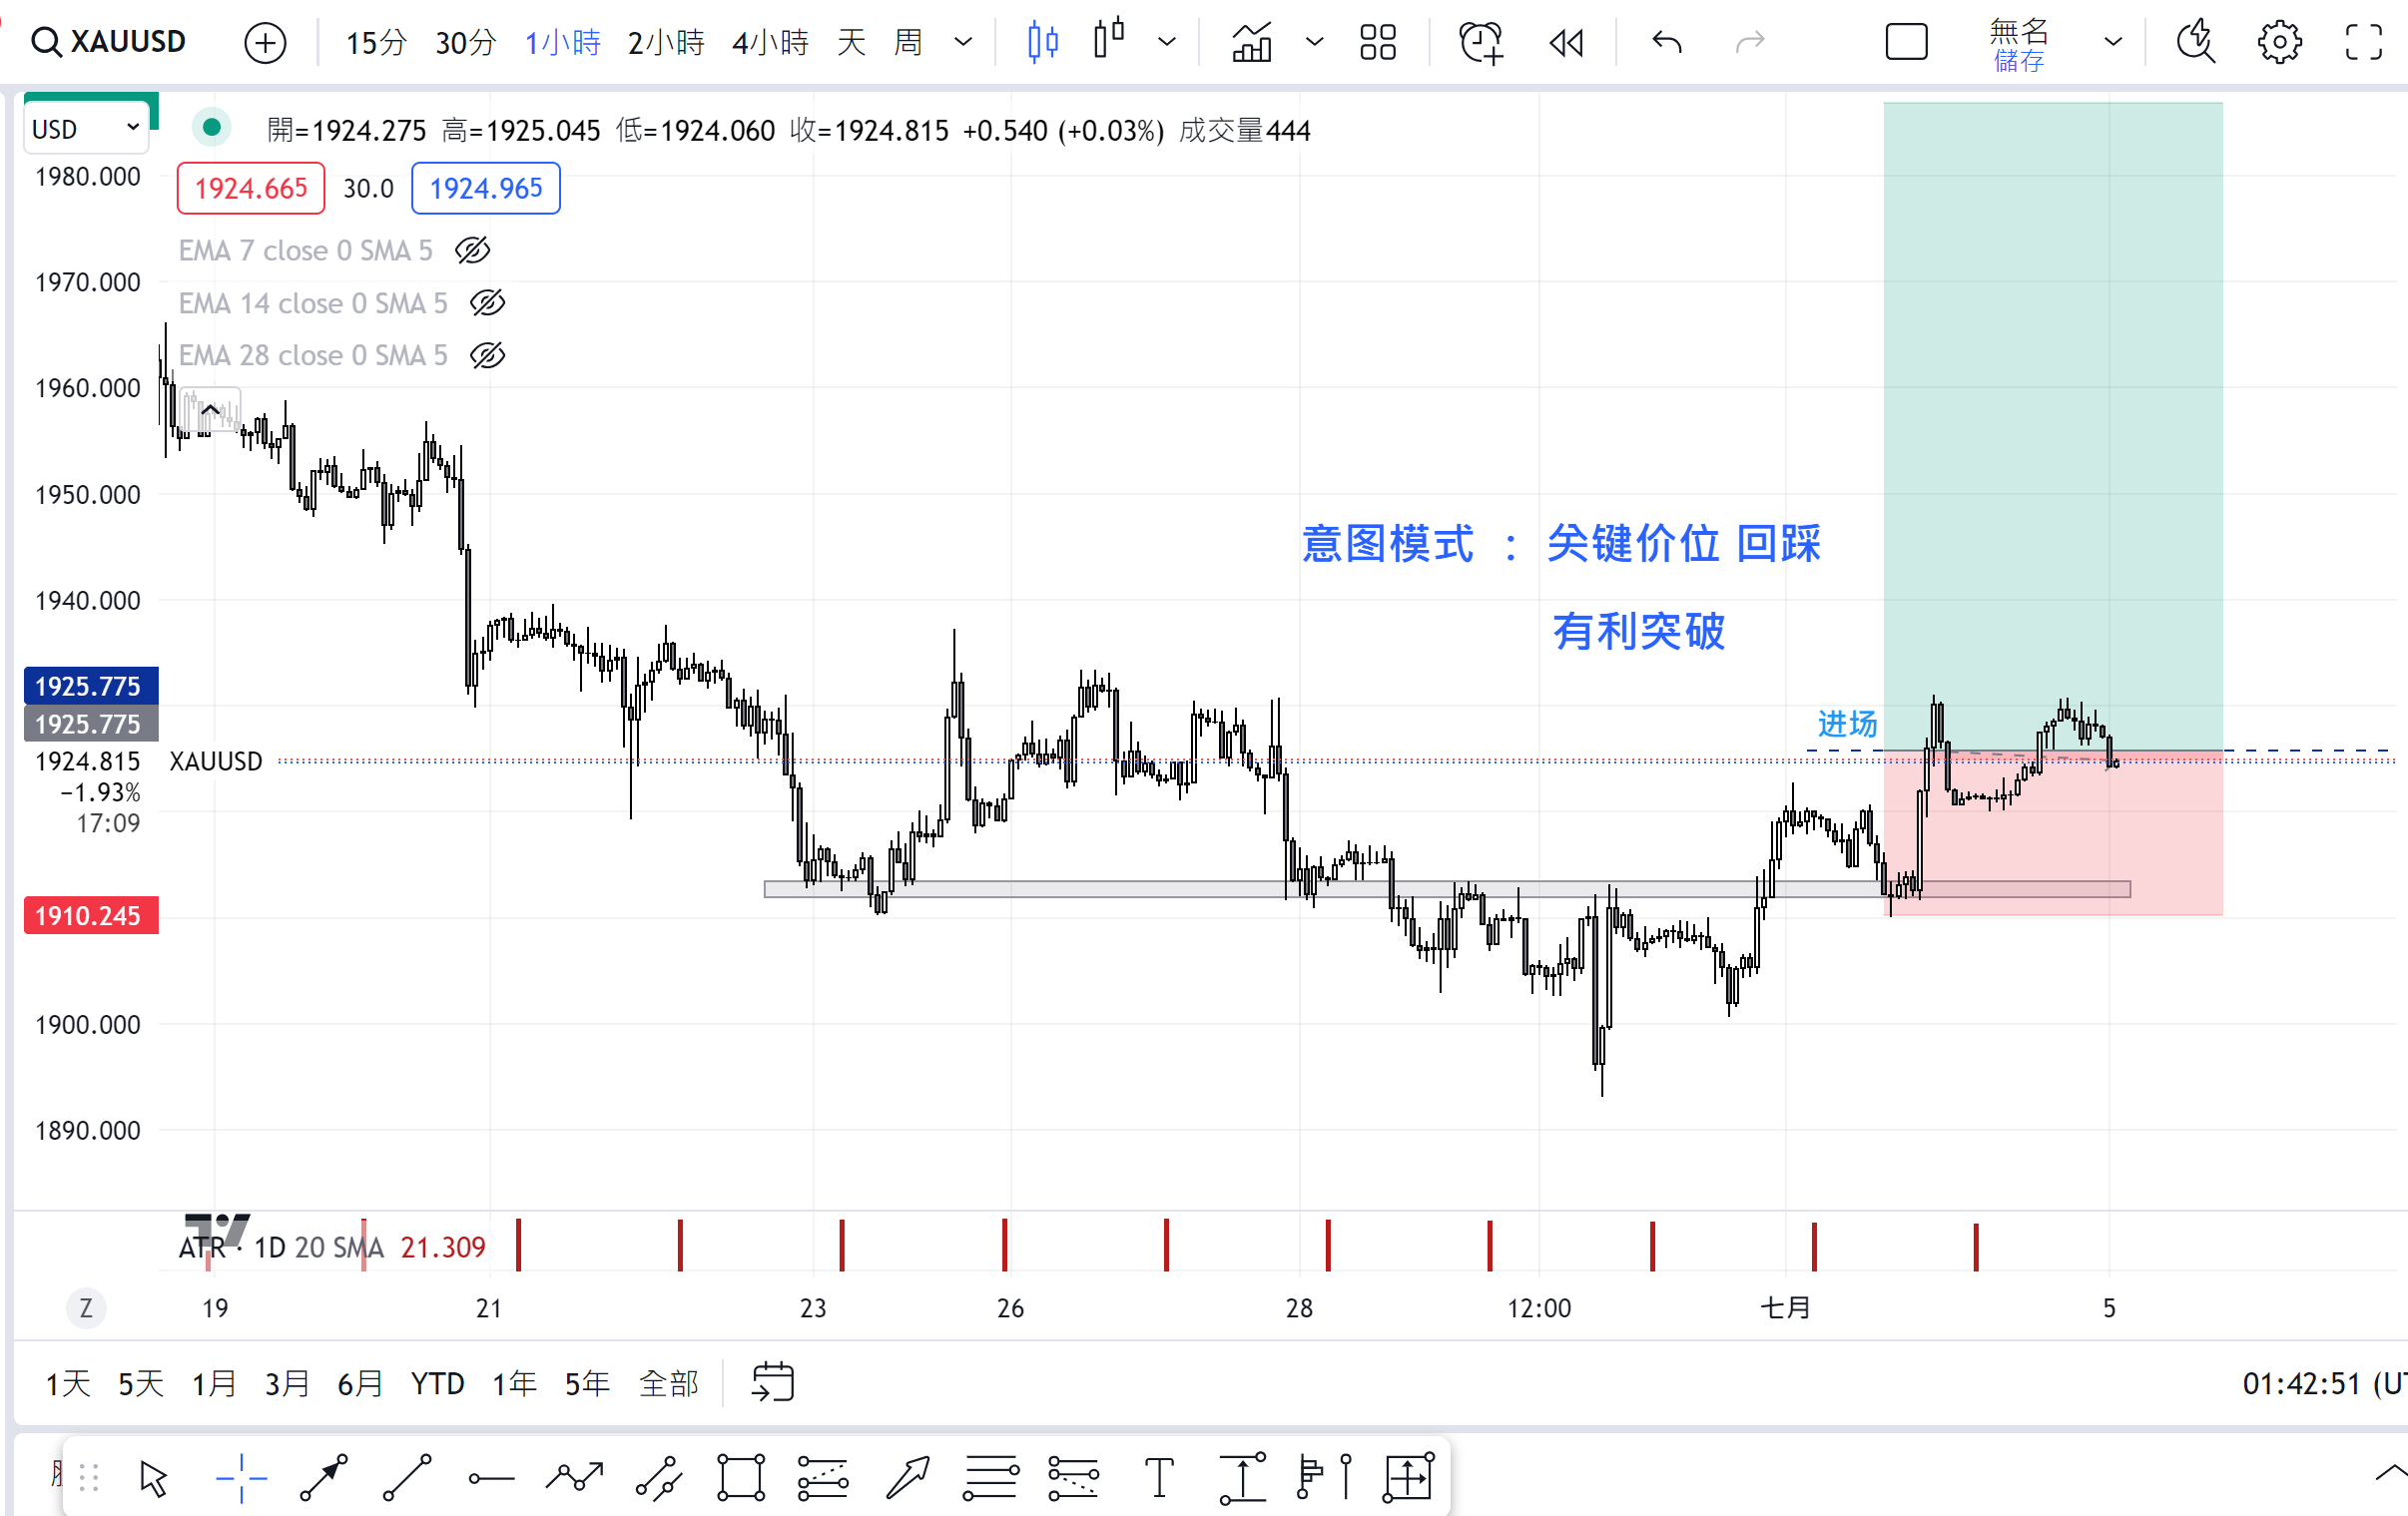 XAUUSD 15分 30分 1小時 2小時 4小時 天 周 無名
儲存
USD 開=1924.275 高=1925.045 低=1924.060 收=1924.815 +0.540 (+0.03%) 成交量444
1980.000 1924.665 30.0 1924.965
EMA 7 close 0 SMA 5
1970.000
EMA 14 close 0 SMA 5
EMA 28 close 0 SMA 5
1960.000
1950.000
意图模式 : 关键价位 回踩
1940.000
有利突破
1925.775
进场
1925.775
1924.815 XAUUSD
−1.93%
17:09
1910.245
1900.000
1890.000
ATR · 1D 20 SMA 21.309
Z 19 21 23 26 28 12:00 七月 5
1天 5天 1月 3月 6月 YTD 1年 5年 全部 01:42:51 (UT